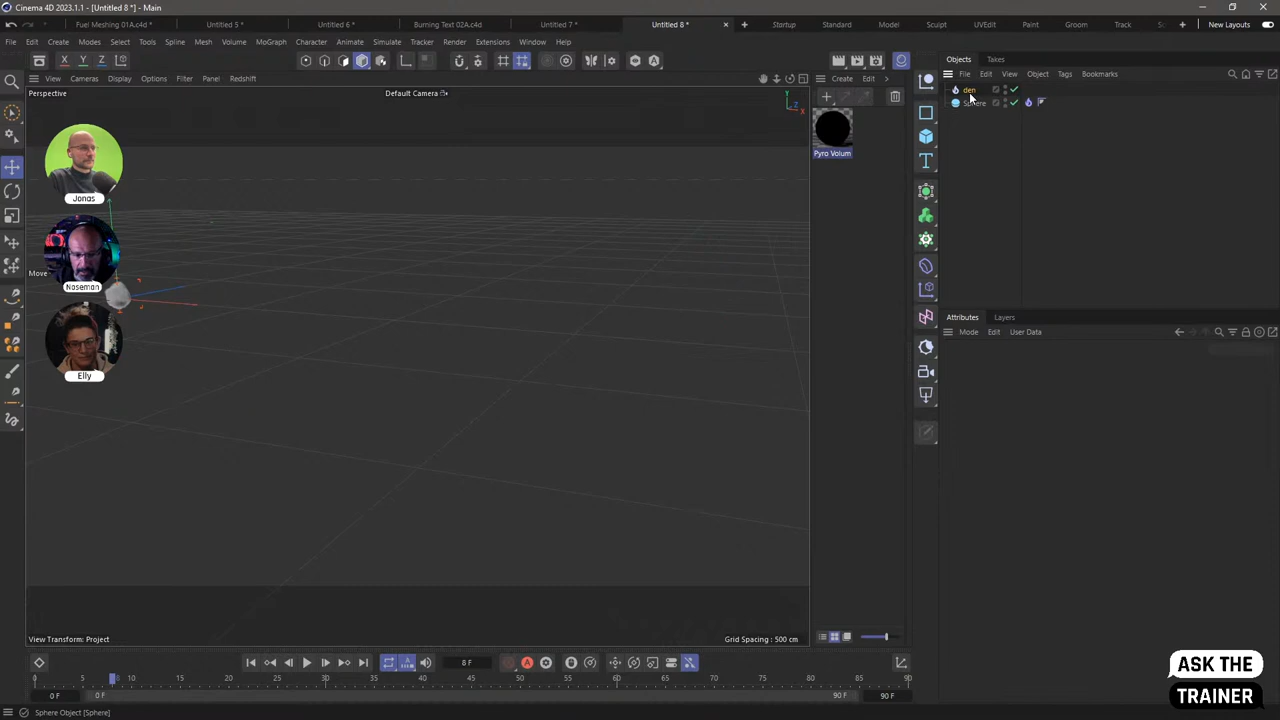 Cinema 4D 2023.1.1 - [Untitled 8 *] - Main
Fuel Meshing 01A.c4d
Untitled 5 *
Untitled 6 *
Burning Text 02A.c4d
Untitled 7 *
Untitled 8 *
Startup
Standard
Model
Sculpt
UVEdit
Paint
Groom
Track
New Layouts
File Edit Create Modes Select Tools Spline Mesh Volume MoGraph Character Animate Simulate Tracker Render Extensions Window Help
X Y Z
View Cameras Display Options Filter Panel Redshift
Create Edit
Objects Takes
File Edit View Object Tags Bookmarks
Perspective
Default Camera
Y
Z
X
den
Sphere
Pyro Volum
Jonas
Move
Noseman
Elly
Attributes Layers
Mode Edit User Data
View Transform: Project
Grid Spacing : 500 cm
8 F
0 5 10 15 20 25 30 35 40 45 50 55 60 65 70 75 80 85 90
0 F
0 F
90 F
90 F
Sphere Object [Sphere]
ASK THE
TRAINER